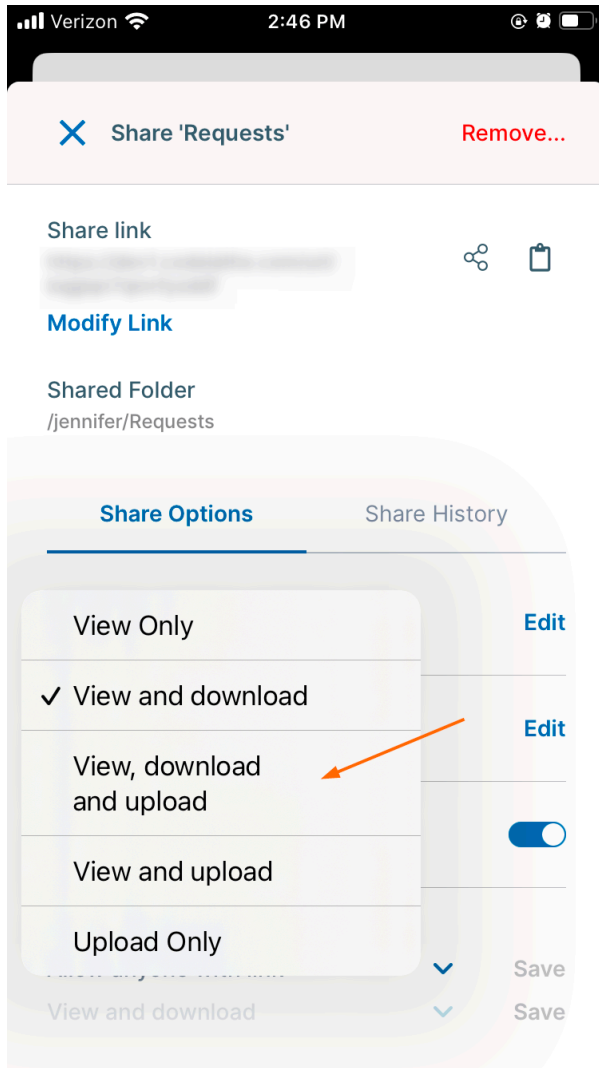 Verizon 2:46 PM
Share 'Requests' Remove...
Share link
Modify Link
Shared Folder
/jennifer/Requests
Share Options Share History
View Only Edit
✓ View and download
Edit
View, download
and upload
View and upload
Upload Only
Save
View and download Save